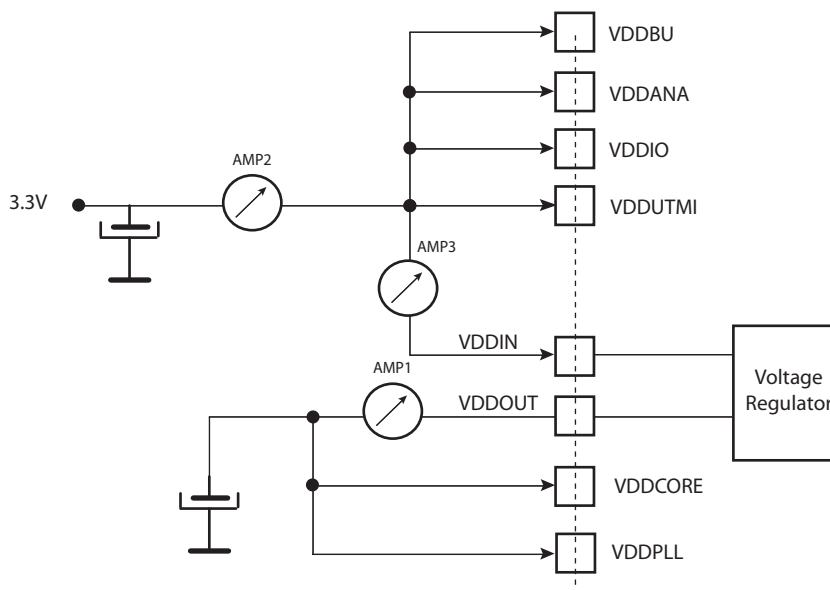 VDDBU
VDDANA
VDDIO
AMP2
3.3V
VDDUTMI
AMP3
VDDIN
AMP1
Voltage
Regulator
VDDOUT
VDDCORE
VDDPLL